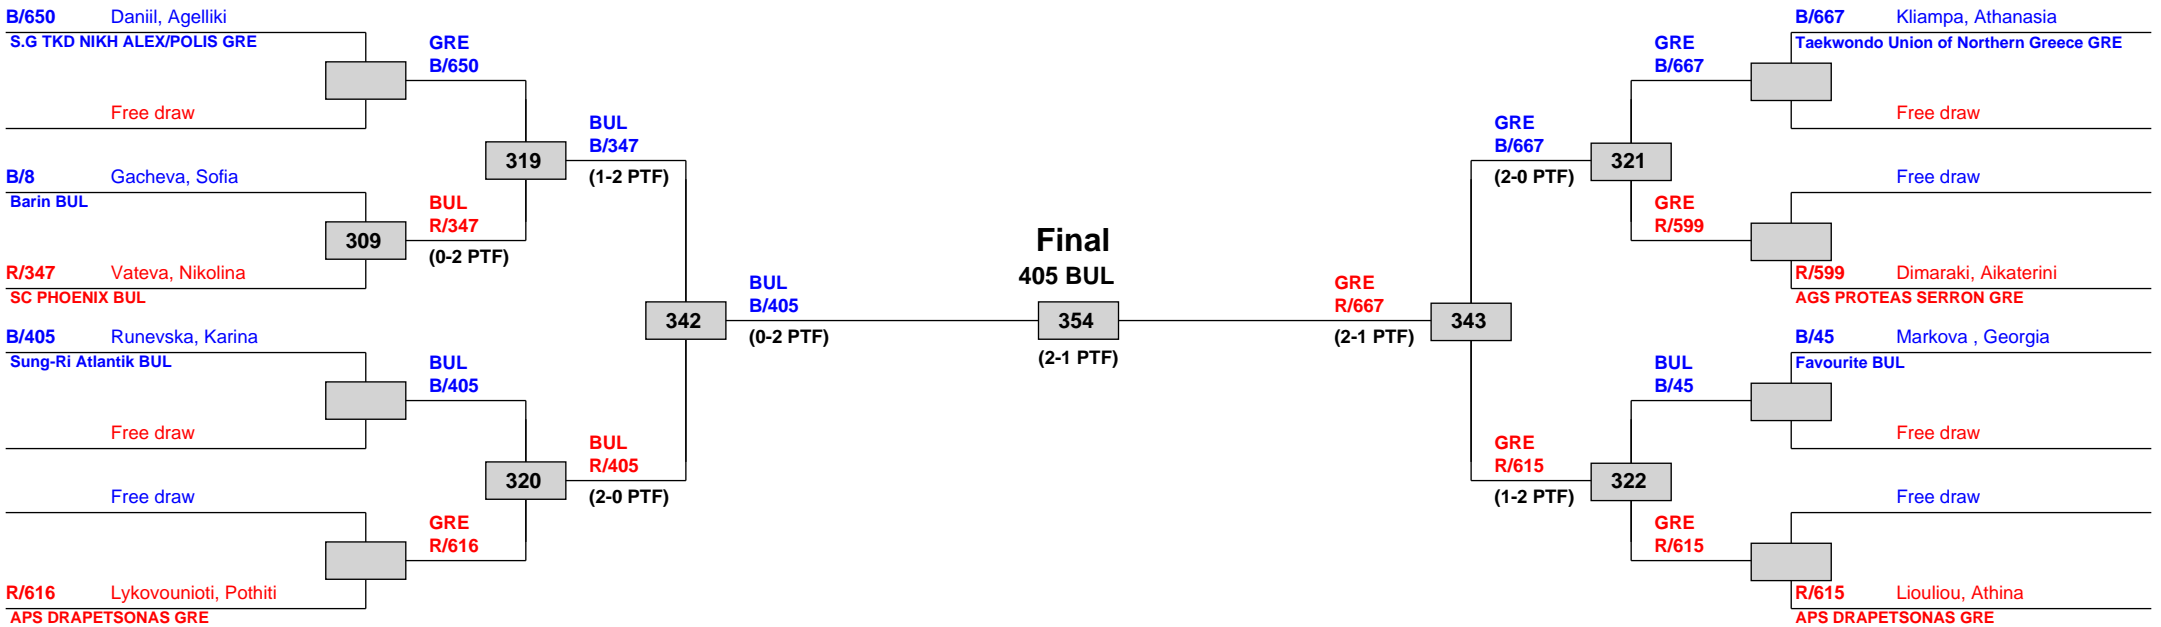 B/650 Daniil, Agelliki
S.G TKD NIKH ALEX/POLIS GRE
Free draw
GRE
B/650
B/8 Gacheva, Sofia
Barin BUL
309
R/347 Vateva, Nikolina
SC PHOENIX BUL
BUL
R/347
(0-2 PTF)
319
BUL
B/347
(1-2 PTF)
B/405 Runevska, Karina
Sung-Ri Atlantik BUL
Free draw
BUL
B/405
Free draw
R/616 Lykovounioti, Pothiti
APS DRAPETSONAS GRE
GRE
R/616
320
BUL
R/405
(2-0 PTF)
342
BUL
B/405
(0-2 PTF)
Final
405 BUL
354
(2-1 PTF)
GRE
R/667
(2-1 PTF)
343
GRE
B/667
(2-0 PTF)
321
GRE
B/667
B/667 Kliampa, Athanasia
Taekwondo Union of Northern Greece GRE
Free draw
Free draw
GRE
R/599
R/599 Dimaraki, Aikaterini
AGS PROTEAS SERRON GRE
GRE
R/615
(1-2 PTF)
322
BUL
B/45
B/45 Markova , Georgia
Favourite BUL
Free draw
Free draw
GRE
R/615
R/615 Liouliou, Athina
APS DRAPETSONAS GRE